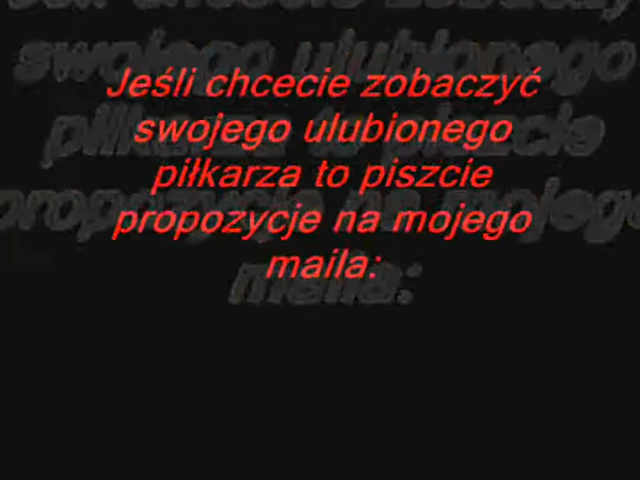 Jeśli chcecie zobaczyć
swojego ulubionego
piłkarza to piszcie
propozycje na mojego
maila: